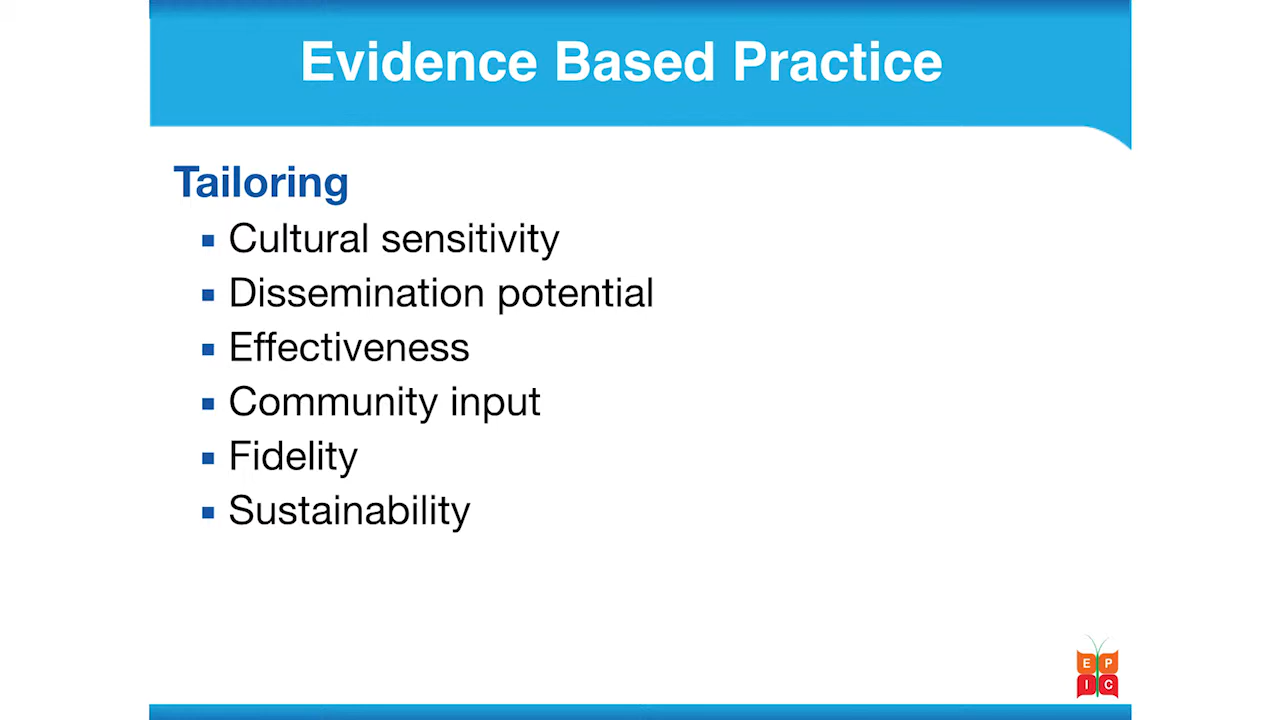 Evidence Based Practice
Tailoring
Cultural sensitivity
Dissemination potential
Effectiveness
Community input
Fidelity
Sustainability
E P
I C